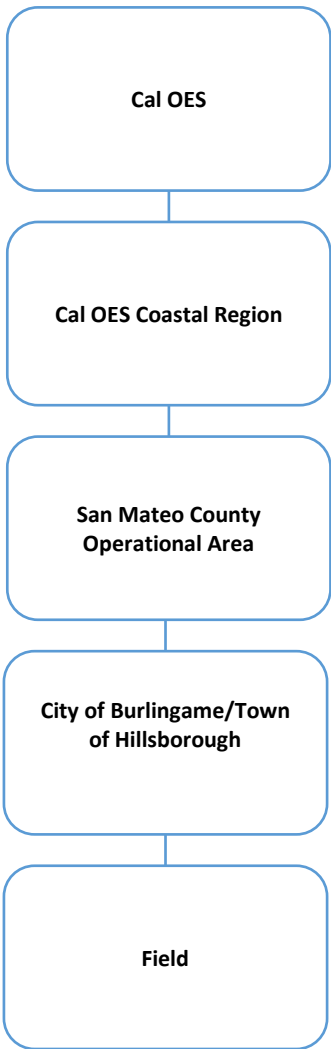 Cal OES
Cal OES Coastal Region
San Mateo County
Operational Area
City of Burlingame/Town
of Hillsborough
Field